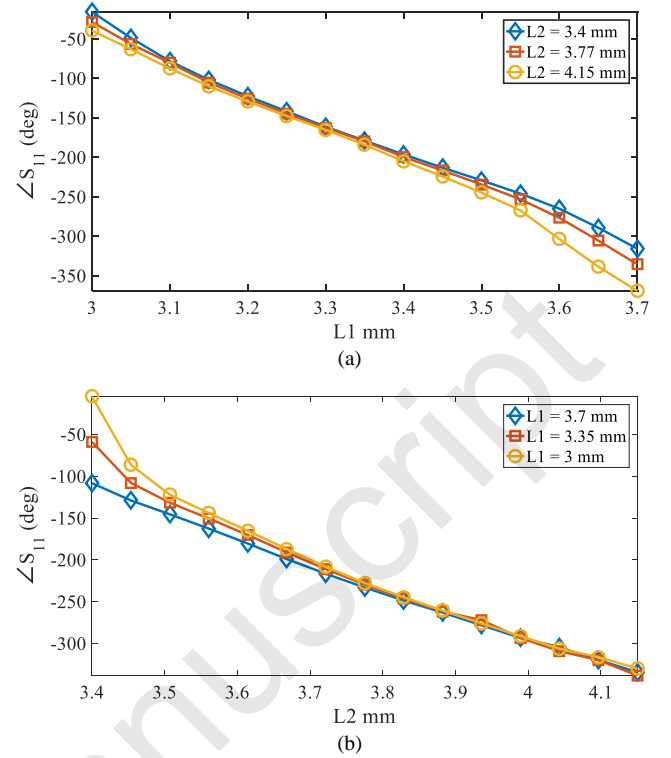 L2 = 3.4 mm
L2 = 3.77 mm
L2 = 4.15 mm
-50
-100
-150
-200
-250
-300
-350
∠S11 (deg)
3 3.1 3.2 3.3 3.4 3.5 3.6 3.7
L1 mm
(a)
L1 = 3.7 mm
L1 = 3.35 mm
L1 = 3 mm
-50
-100
-150
-200
-250
-300
∠S11 (deg)
3.4 3.5 3.6 3.7 3.8 3.9 4 4.1
L2 mm
(b)
nuscript